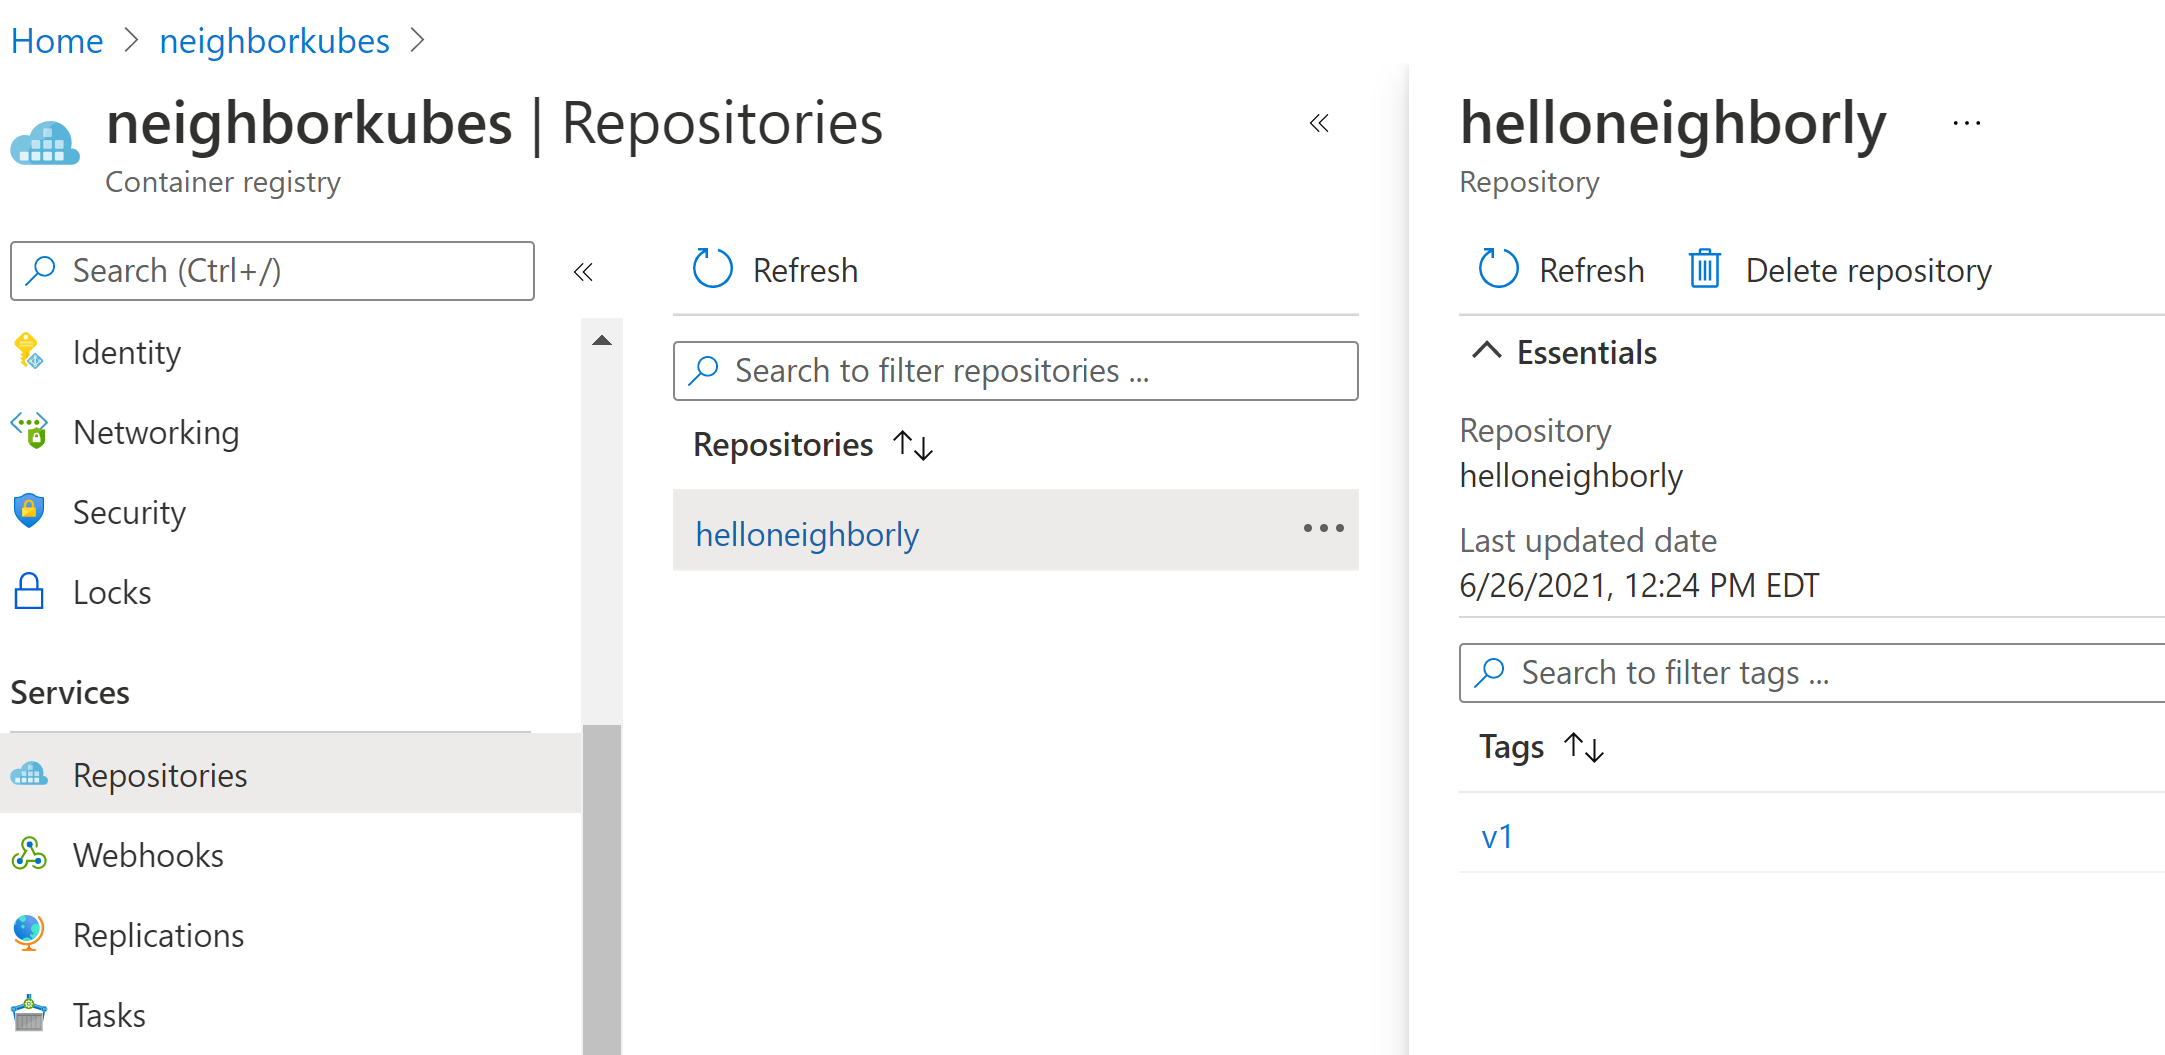 Home > neighborkubes >
neighborkubes | Repositories
Container registry
Search (Ctrl+/)
Identity
Networking
Security
Locks
Services
Repositories
Webhooks
Replications
Tasks
Refresh
Search to filter repositories ...
Repositories
helloneighborly
helloneighborly
Repository
Refresh
Delete repository
Essentials
Repository
helloneighborly
Last updated date
6/26/2021, 12:24 PM EDT
Search to filter tags ...
Tags
v1